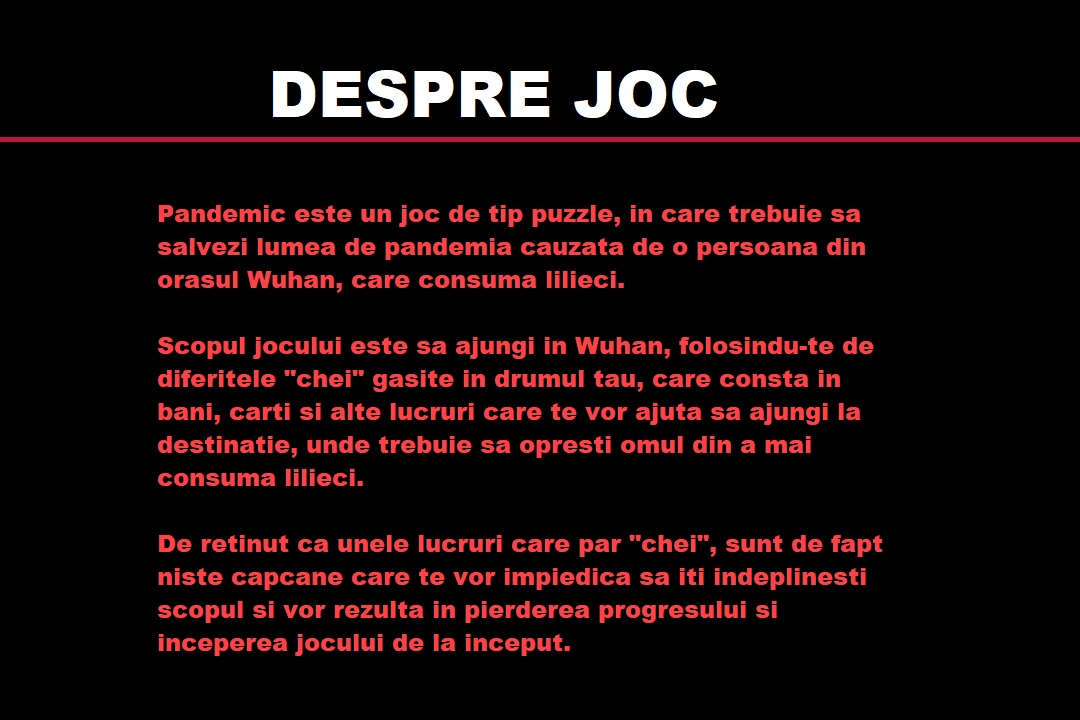 DESPRE JOC
Pandemic este un joc de tip puzzle, in care trebuie sa
salvezi lumea de pandemia cauzata de o persoana din
orasul Wuhan, care consuma lilieci.
Scopul jocului este sa ajungi in Wuhan, folosindu-te de
diferitele "chei" gasite in drumul tau, care consta in
bani, carti si alte lucruri care te vor ajuta sa ajungi la
destinatie, unde trebuie sa opresti omul din a mai
consuma lilieci.
De retinut ca unele lucruri care par "chei", sunt de fapt
niste capcane care te vor impiedica sa iti indeplinesti
scopul si vor rezulta in pierderea progresului si
inceperea jocului de la inceput.